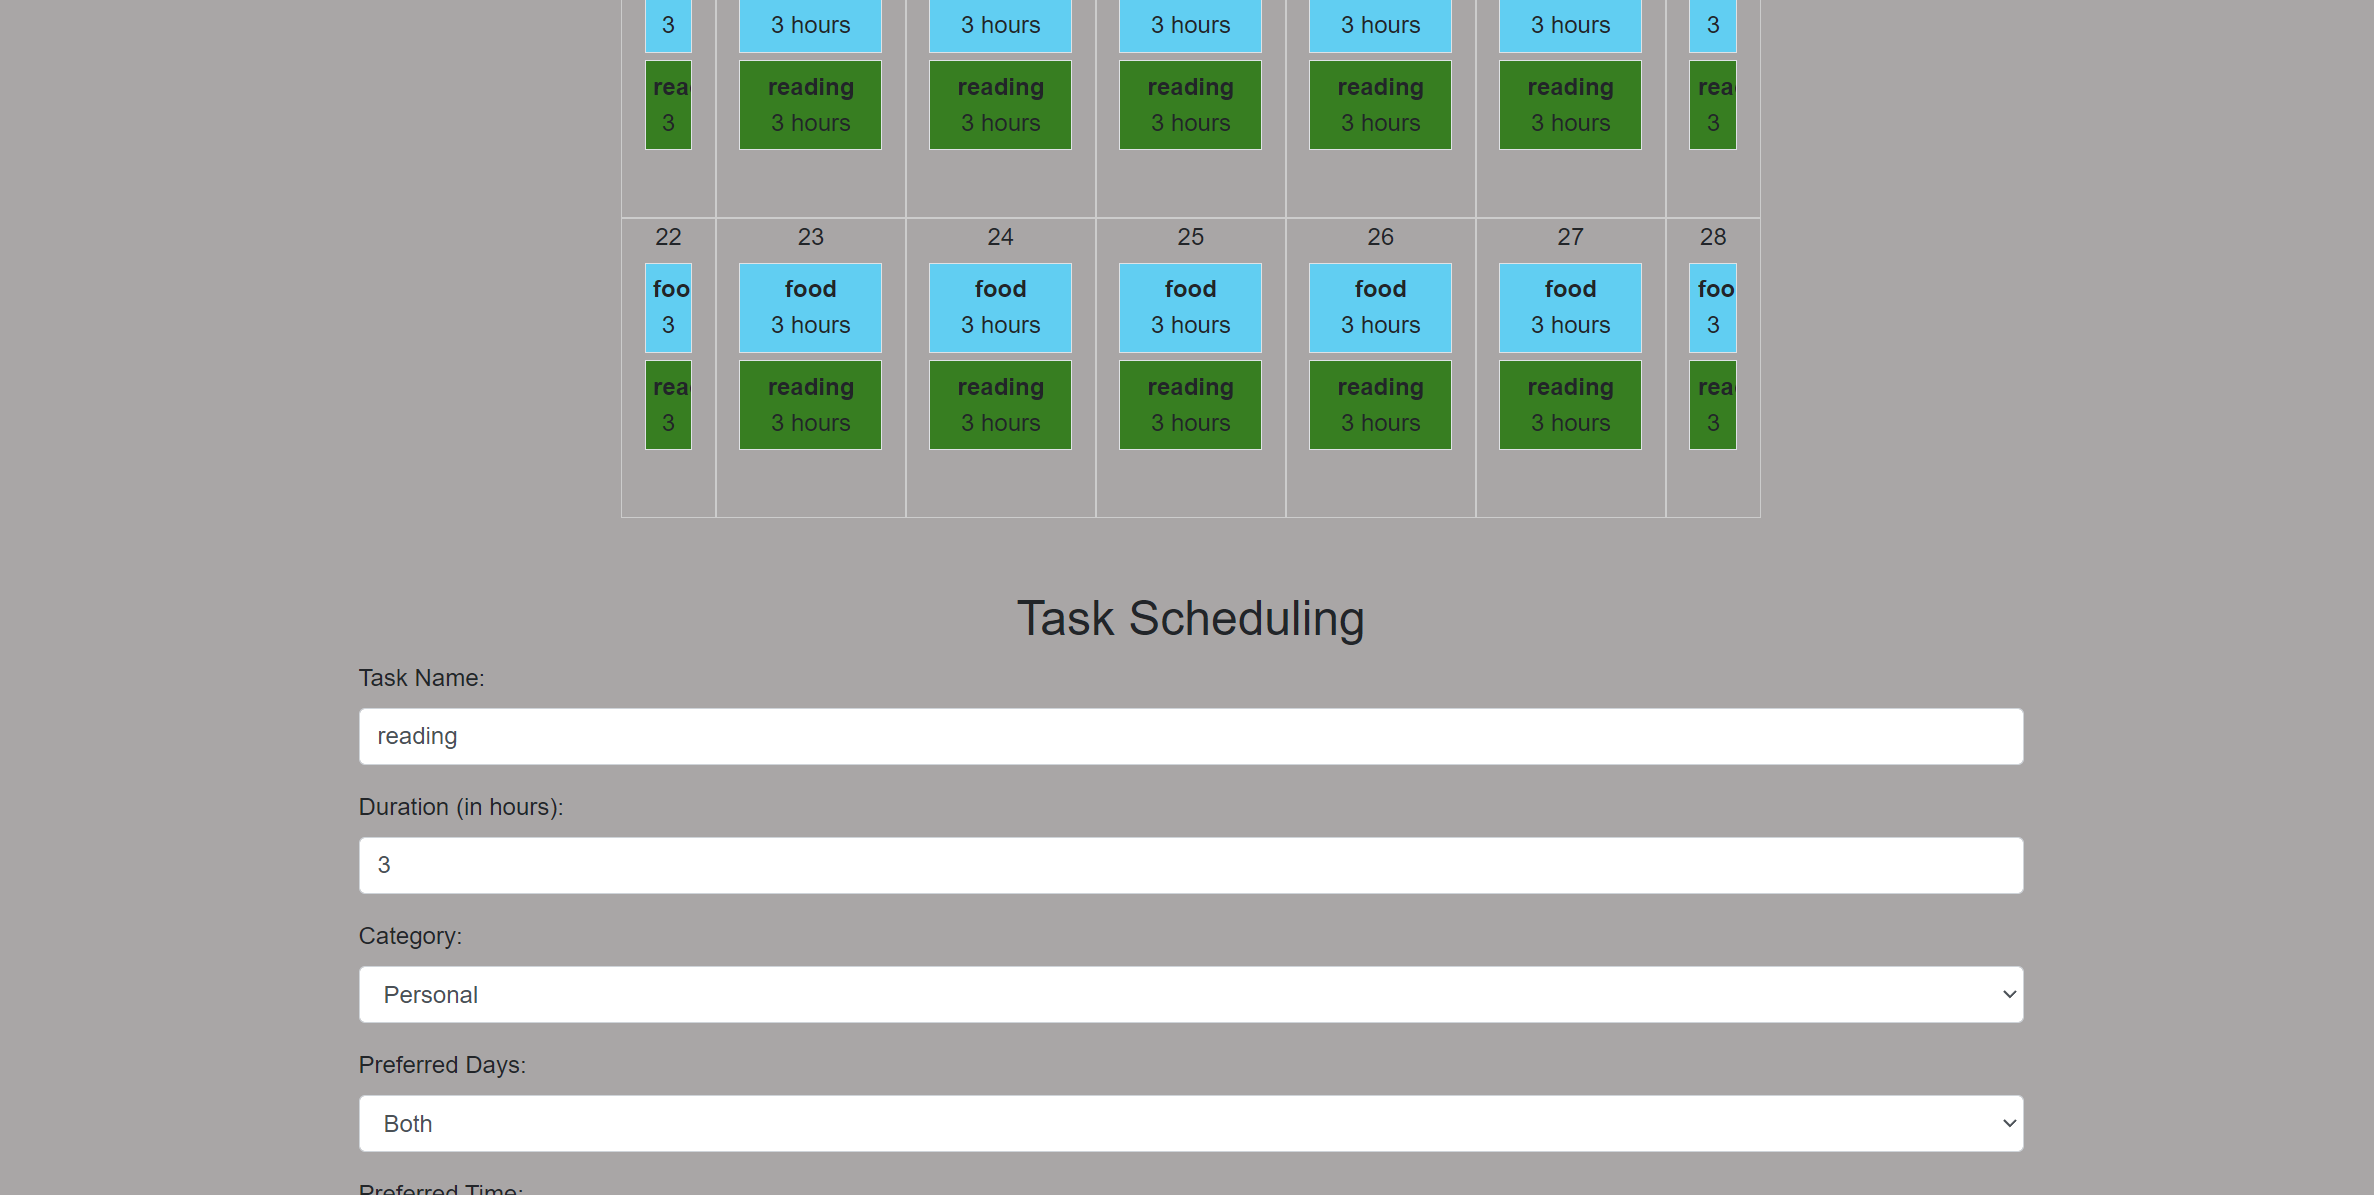 3 3 hours 3 hours 3 hours 3 hours 3 hours 3
rea reading reading reading reading reading rea
3 3 hours 3 hours 3 hours 3 hours 3 hours 3
22 23 24 25 26 27 28
foo food food food food food foo
3 3 hours 3 hours 3 hours 3 hours 3 hours 3
rea reading reading reading reading reading rea
3 3 hours 3 hours 3 hours 3 hours 3 hours 3
Task Scheduling
Task Name:
reading
Duration (in hours):
3
Category:
Personal
Preferred Days:
Both
Preferred Time: